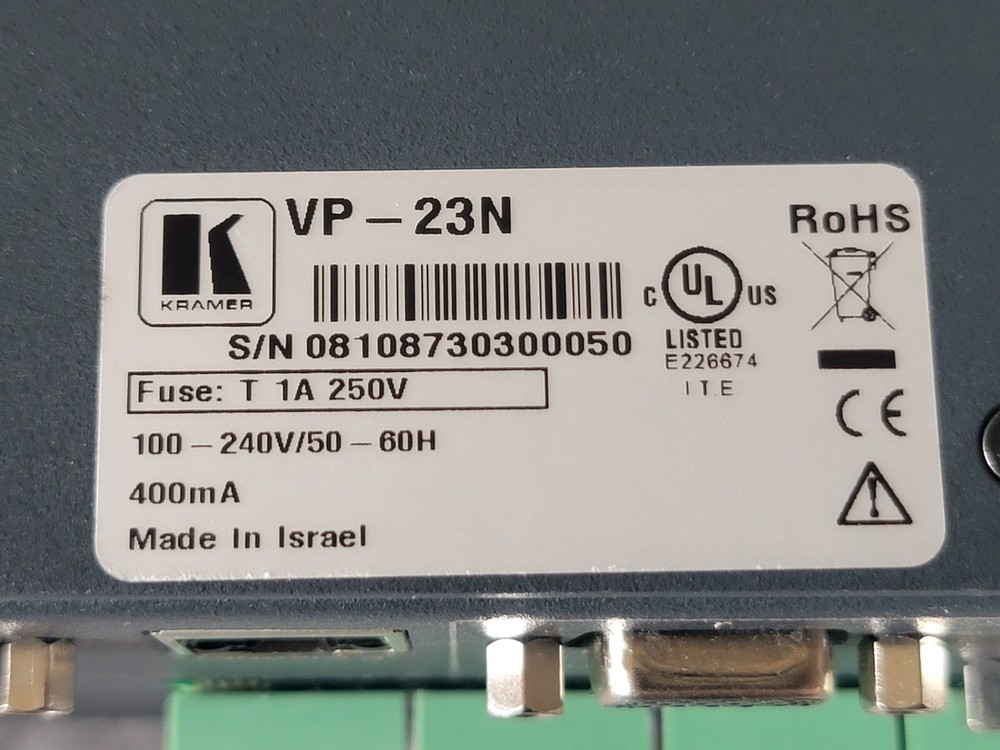 VP – 23N
KRAMER
S/N 08108730300050
Fuse: T 1A 250V
100 – 240V/50 – 60H
400mA
Made In Israel
C UL US
LISTED
E226674
I T.E
RoHS
CE